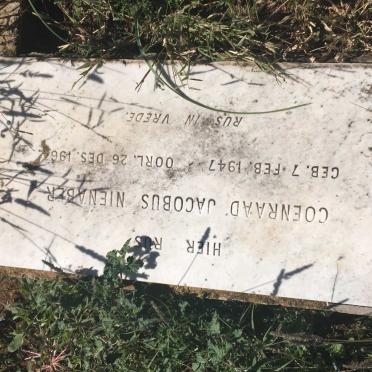 HIER RUS
COENRAAD JACOBUS NIENABER
GEB. 7 FEB. 1947 OORL. 26 DES.
RUS IN VREDE.